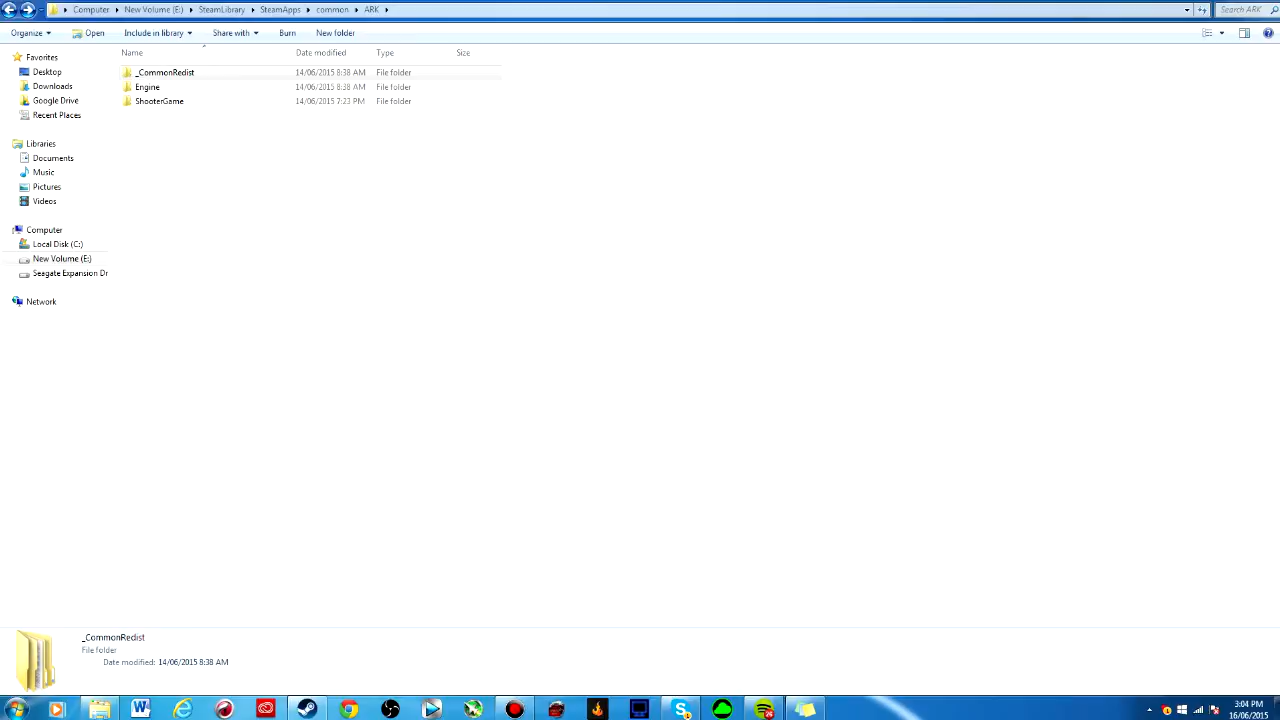 Computer New Volume (E:) SteamLibrary SteamApps common ARK Search ARK
Organize Open Include in library Share with Burn New folder
Name Date modified Type Size
Favorites
Desktop
Downloads
Google Drive
Recent Places
Libraries
Documents
Music
Pictures
Videos
Computer
Local Disk (C:)
New Volume (E:)
Seagate Expansion Dr
Network
_CommonRedist 14/06/2015 8:38 AM File folder
Engine 14/06/2015 8:38 AM File folder
ShooterGame 14/06/2015 7:23 PM File folder
_CommonRedist
File folder
Date modified: 14/06/2015 8:38 AM
3:04 PM
16/06/2015